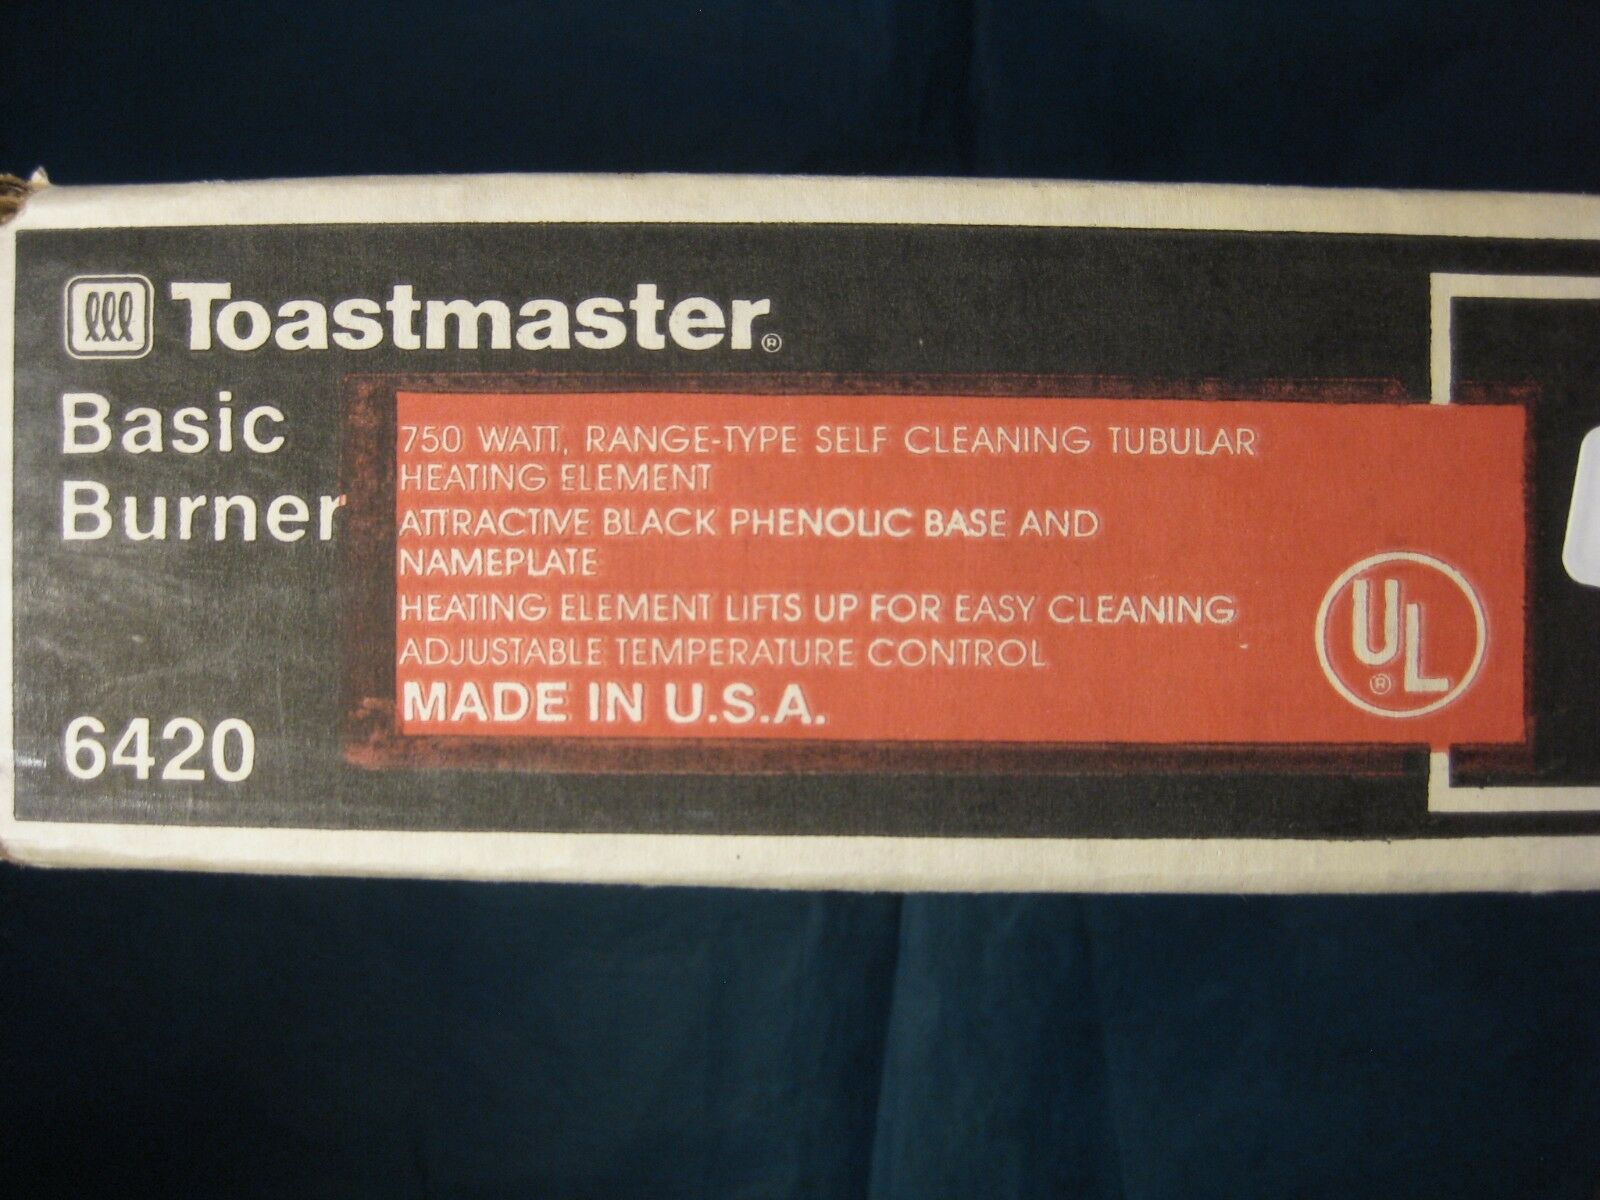 Toastmaster®
Basic
Burner
750 WATT, RANGE-TYPE SELF CLEANING TUBULAR
HEATING ELEMENT
ATTRACTIVE BLACK PHENOLIC BASE AND
NAMEPLATE
HEATING ELEMENT LIFTS UP FOR EASY CLEANING
ADJUSTABLE TEMPERATURE CONTROL
MADE IN U.S.A.
UL®
6420